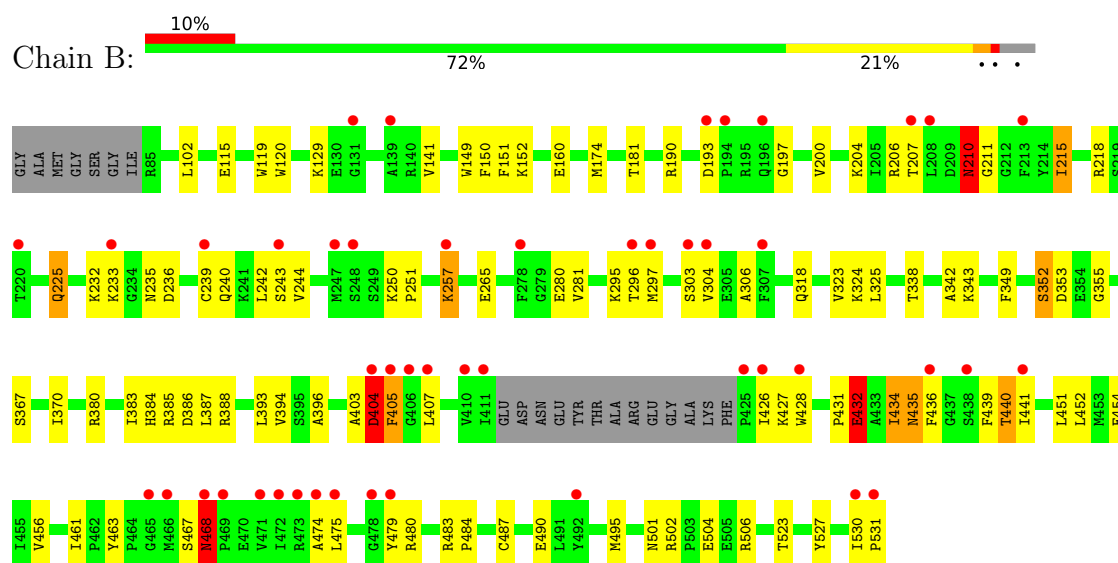 10%
Chain B:
72% 21% • • •
GLY ALA MET GLY SER GLY ILE R85 L102 E115 W119 W120 K129 E130 G131 A139 R140 V141 W149 F150 F151 K152 E160 M174 T181 R190 D193 P194 R195 Q196 G197 V200 K204 I205 R206 T207 L208 D209 N210 G211 G212 F213 Y214 I215 R218 S219
T220 Q225 K232 K233 G234 N235 D236 C239 Q240 K241 L242 S243 V244 M247 S248 S249 K250 P251 K257 E265 F278 G279 E280 V281 K295 T296 M297 S303 V304 E305 A306 F307 Q318 V323 K324 L325 T338 A342 K343 F349 S352 D353 E354 G355
S367 I370 R380 I383 H384 R385 D386 L387 R388 L393 V394 S395 A396 A403 D404 F405 G406 L407 V410 I411 GLU ASP ASN GLU TYR THR ALA ARG GLU GLY ALA LYS PHE P425 I426 K427 W428 P431 E432 A433 I434 N435 F436 G437 S438 F439 T440 I441 L451 L452 M453 E454
I455 V456 I461 P462 Y463 P464 G465 M466 S467 N468 P469 E470 V471 I472 R473 A474 L475 G478 Y479 R480 R483 P484 C487 E490 L491 Y492 M495 N501 R502 P503 E504 E505 R506 T523 Y527 I530 P531